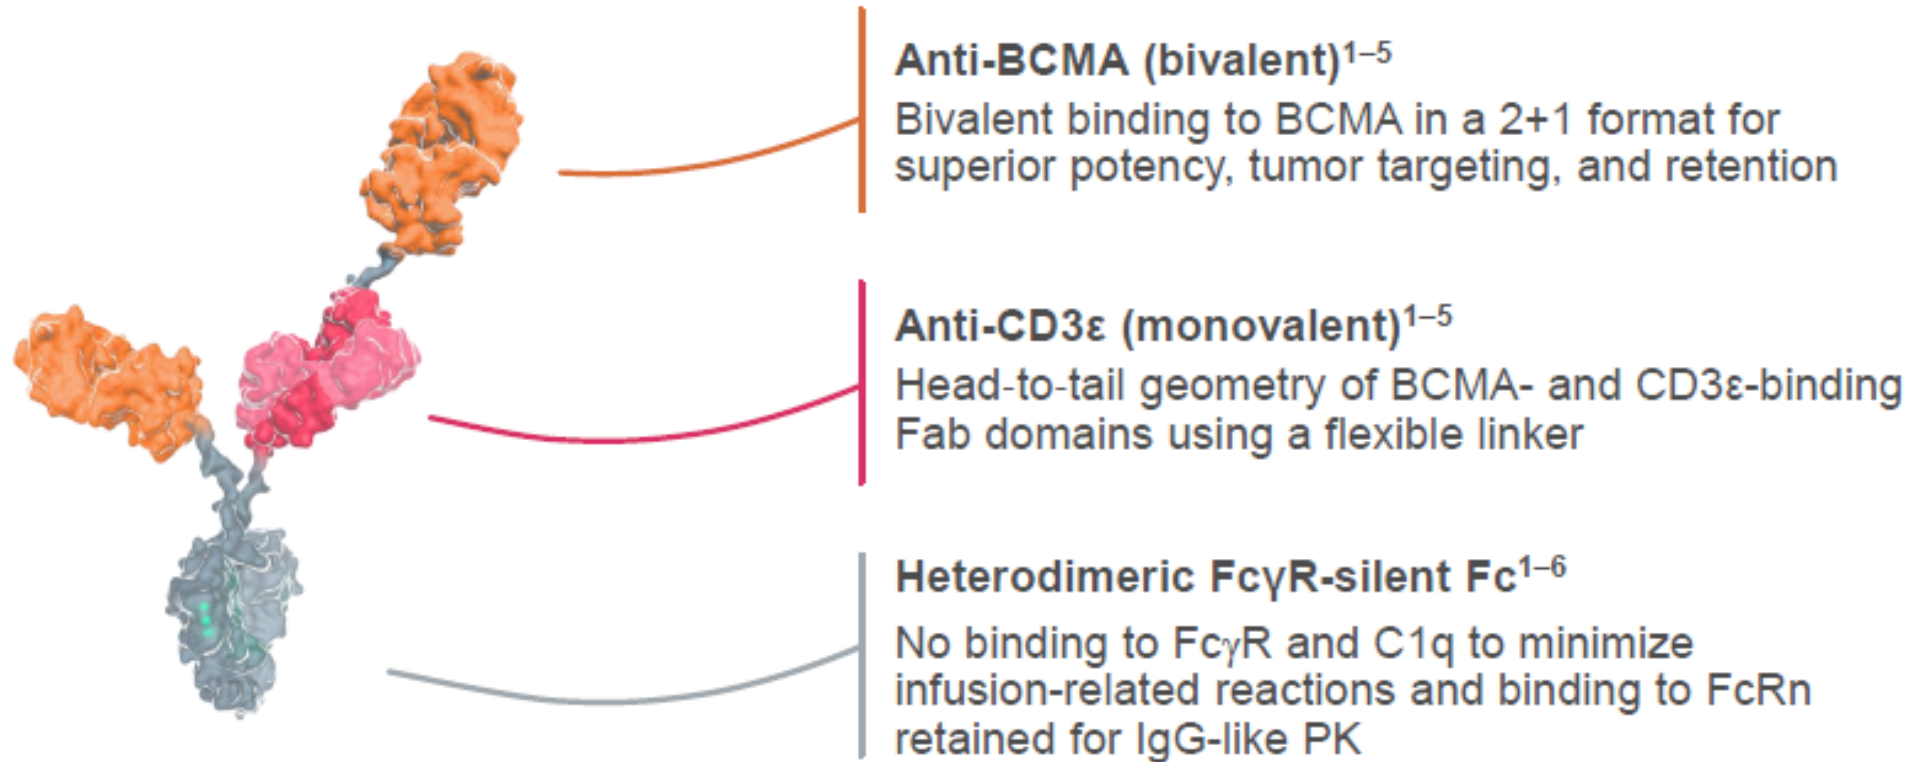 Anti-BCMA (bivalent)¹⁻⁵
Bivalent binding to BCMA in a 2+1 format for
superior potency, tumor targeting, and retention
Anti-CD3ε (monovalent)¹⁻⁵
Head-to-tail geometry of BCMA- and CD3ε-binding
Fab domains using a flexible linker
Heterodimeric FcγR-silent Fc¹⁻⁶
No binding to FcγR and C1q to minimize
infusion-related reactions and binding to FcRn
retained for IgG-like PK